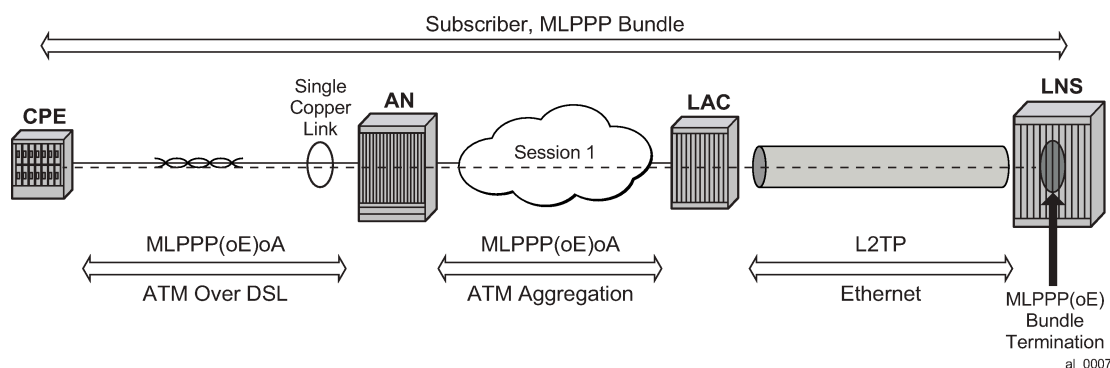 Subscriber, MLPPP Bundle
CPE
Single
Copper
Link
AN
Session 1
LAC
LNS
MLPPP(oE)oA
ATM Over DSL
MLPPP(oE)oA
ATM Aggregation
L2TP
Ethernet
MLPPP(oE)
Bundle
Termination
al_0007